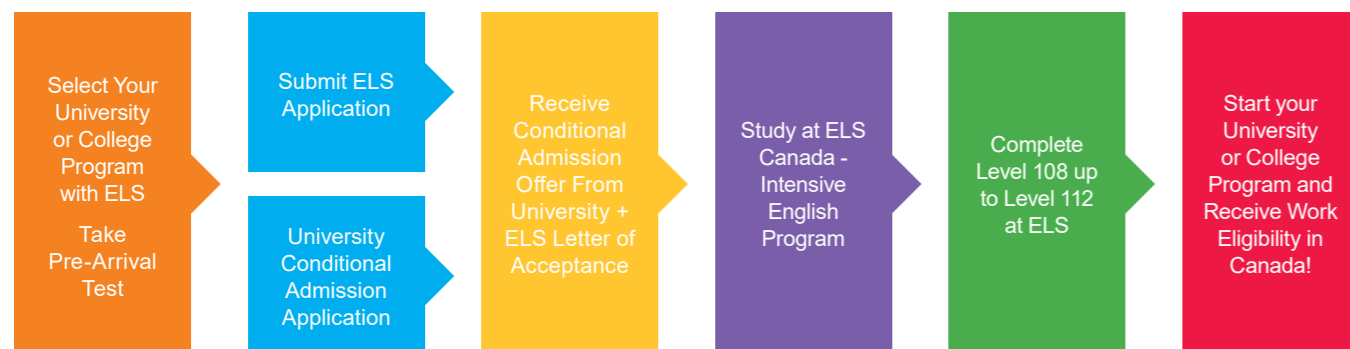 Select Your
University
or College
Program
with ELS
Take
Pre-Arrival
Test
Submit ELS
Application
University
Conditional
Admission
Application
Receive
Conditional
Admission
Offer From
University +
ELS Letter of
Acceptance
Study at ELS
Canada -
Intensive
English
Program
Complete
Level 108 up
to Level 112
at ELS
Start your
University
or College
Program and
Receive Work
Eligibility in
Canada!